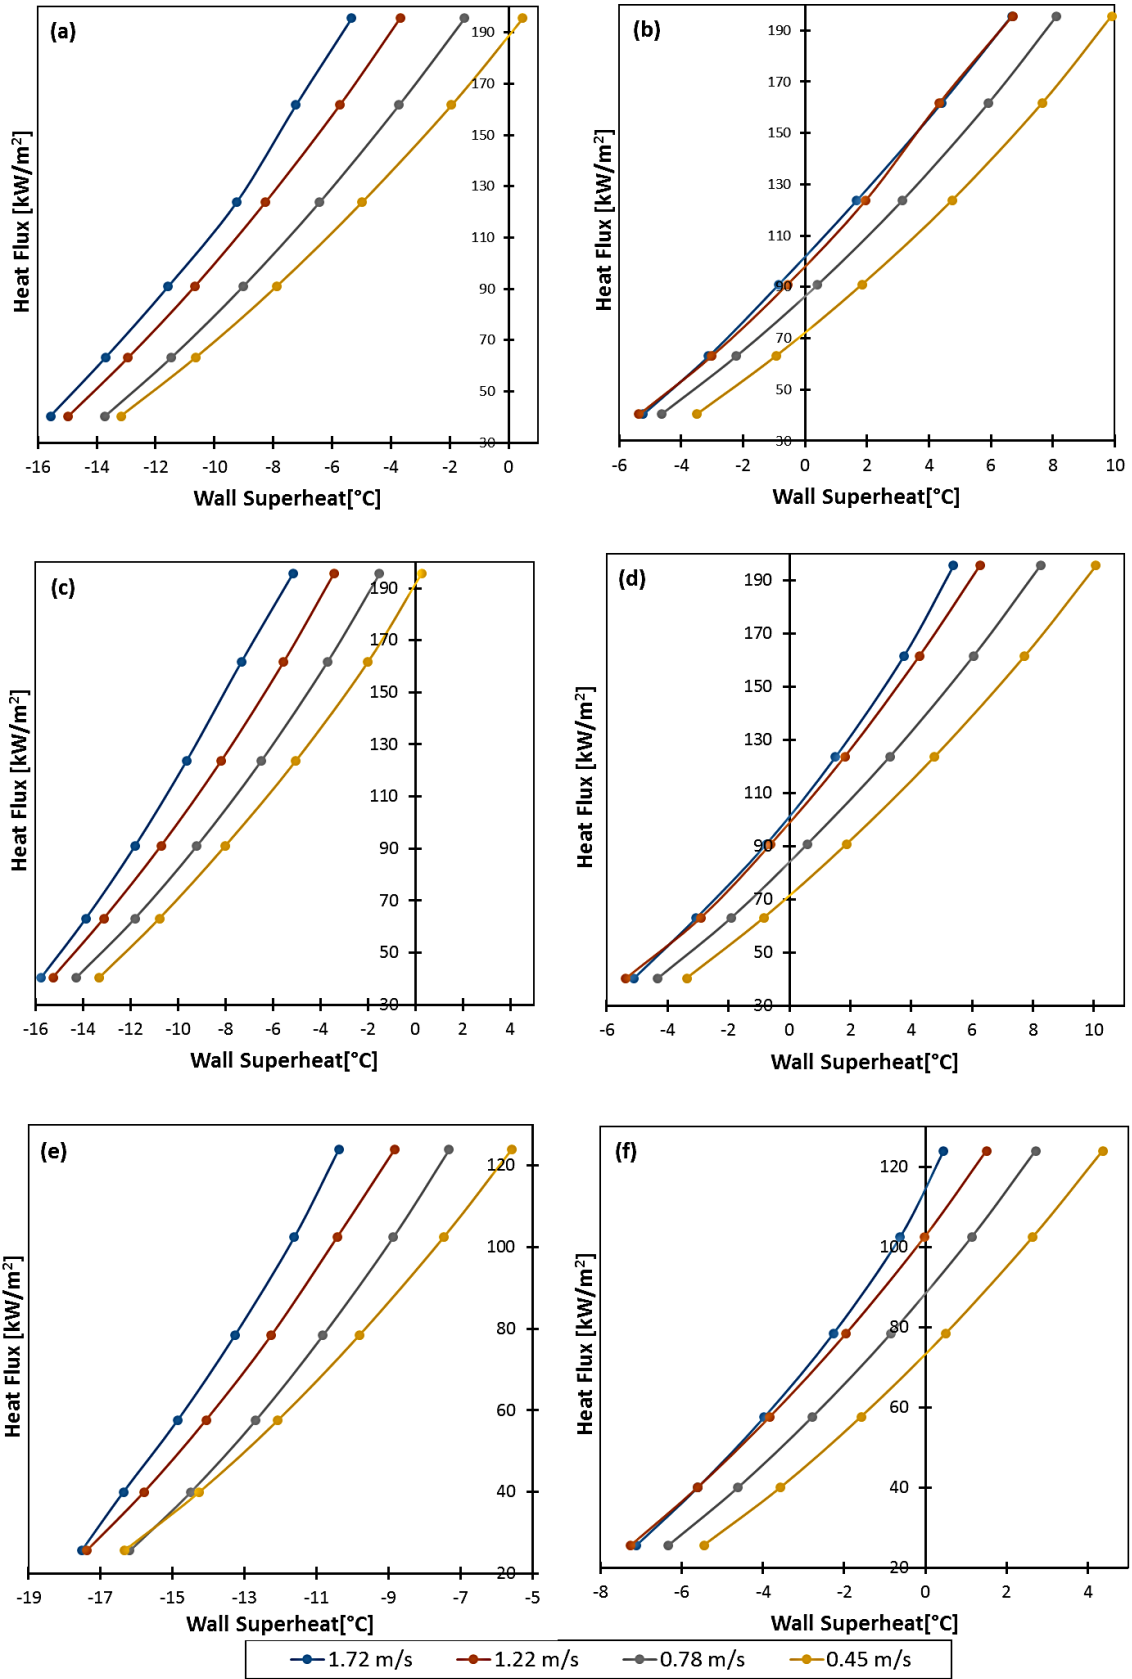 (a)
Heat Flux [kW/m²]
190
170
150
130
110
90
70
50
30
-16 -14 -12 -10 -8 -6 -4 -2 0
Wall Superheat[°C]
(b)
Heat Flux [kW/m²]
190
170
150
130
110
90
70
50
30
-6 -4 -2 0 2 4 6 8 10
Wall Superheat[°C]
(c)
Heat Flux [kW/m²]
190
170
150
130
110
90
70
50
30
-16 -14 -12 -10 -8 -6 -4 -2 0 2 4
Wall Superheat[°C]
(d)
Heat Flux [kW/m²]
190
170
150
130
110
90
70
50
30
-6 -4 -2 0 2 4 6 8 10
Wall Superheat[°C]
(e)
Heat Flux [kW/m²]
120
100
80
60
40
20
-19 -17 -15 -13 -11 -9 -7 -5
Wall Superheat[°C]
(f)
Heat Flux [kW/m²]
120
100
80
60
40
20
-8 -6 -4 -2 0 2 4
Wall Superheat[°C]
1.72 m/s 1.22 m/s 0.78 m/s 0.45 m/s